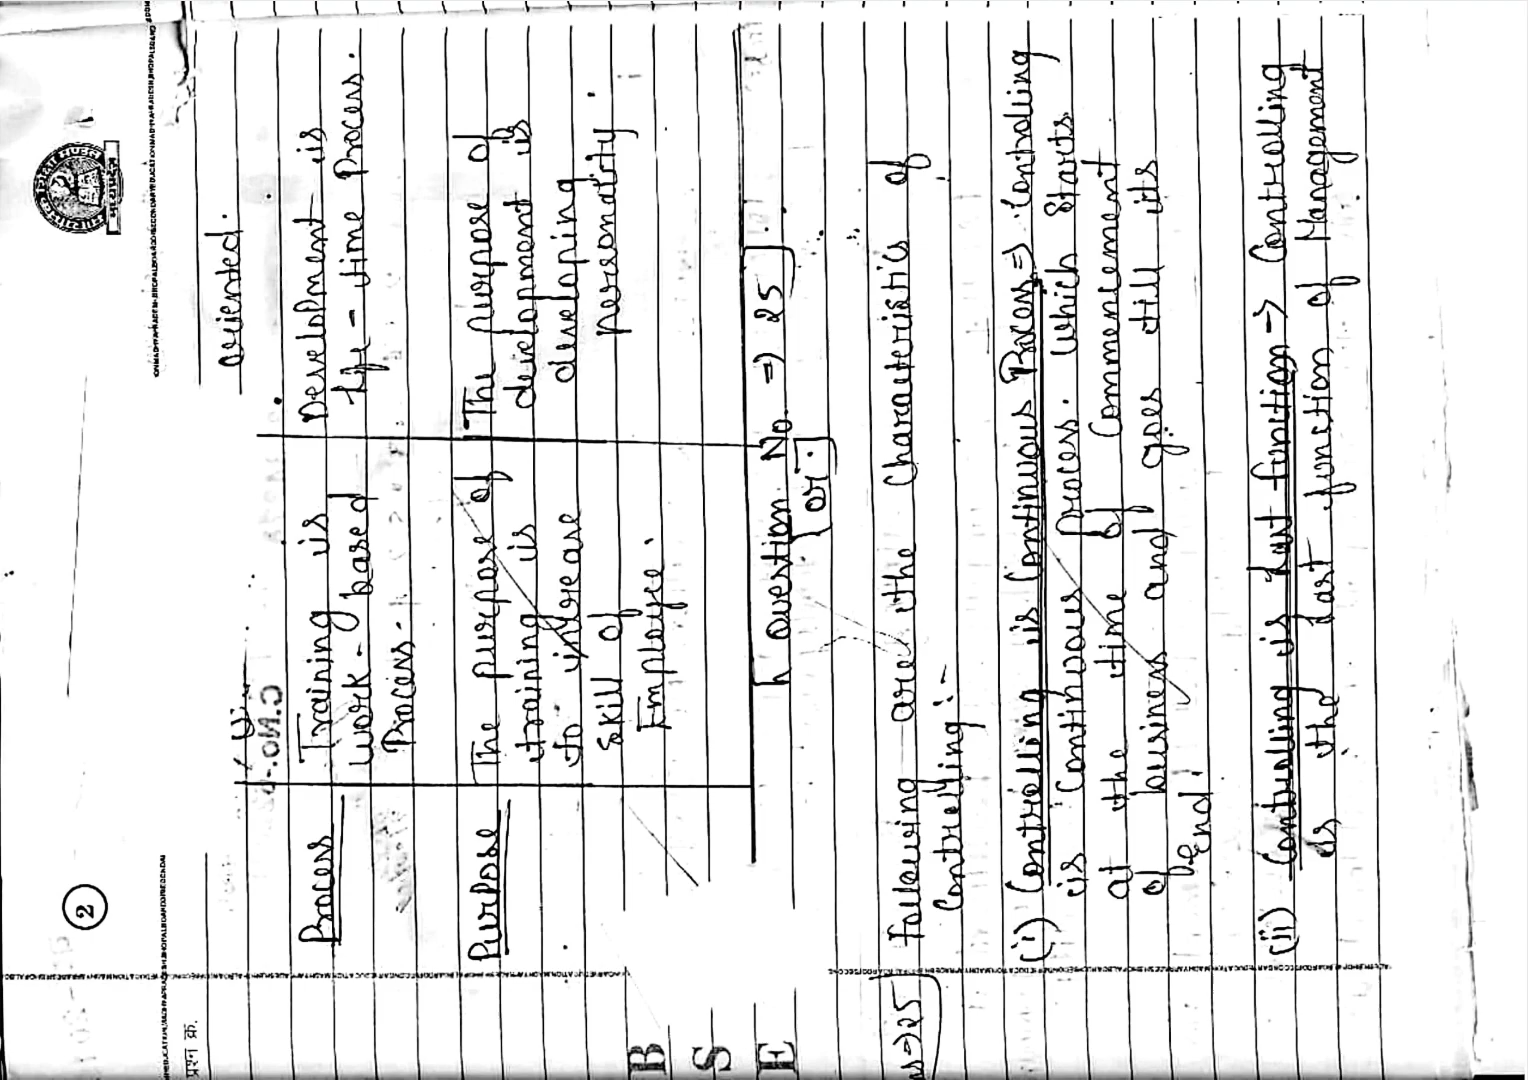 2
प्रश्न क्र.
oriented.
Process
Training is
work-based
Process.
Development is
life-time Process.
Purpose
The purpose of
training is
to increase
skill of
Employee.
The purpose of
development is
developing
personality.
B
S
E
Question No. => 25
or.
Ans=>25
Following are the Characteristics of
Controlling:-
(i) Controlling is Continuous Process => Controlling
is Continuous process. Which Starts
at the time of Commencement
of business and goes till its
end.
(ii) Controlling is last function -> Controlling
is the last function of Management